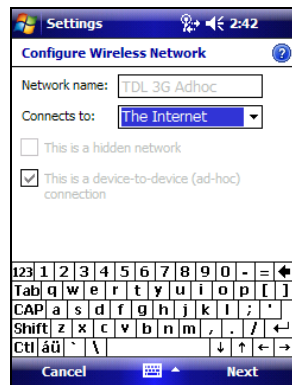 Settings 2:42
Configure Wireless Network ?
Network name: TDL 3G Adhoc
Connects to: The Internet
This is a hidden network
This is a device-to-device (ad-hoc)
connection
123 1 2 3 4 5 6 7 8 9 0 - =
Tab q w e r t y u i o p [ ]
CAP a s d f g h j k l ; '
Shift z x c v b n m , . /
Ctl áü ` \
Cancel Next